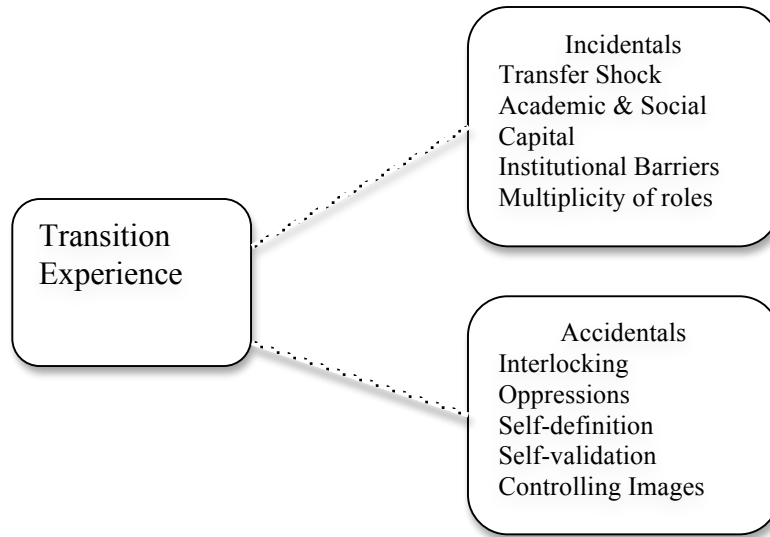 Transition
Experience
Incidentals
Transfer Shock
Academic & Social
Capital
Institutional Barriers
Multiplicity of roles
Accidentals
Interlocking
Oppressions
Self-definition
Self-validation
Controlling Images